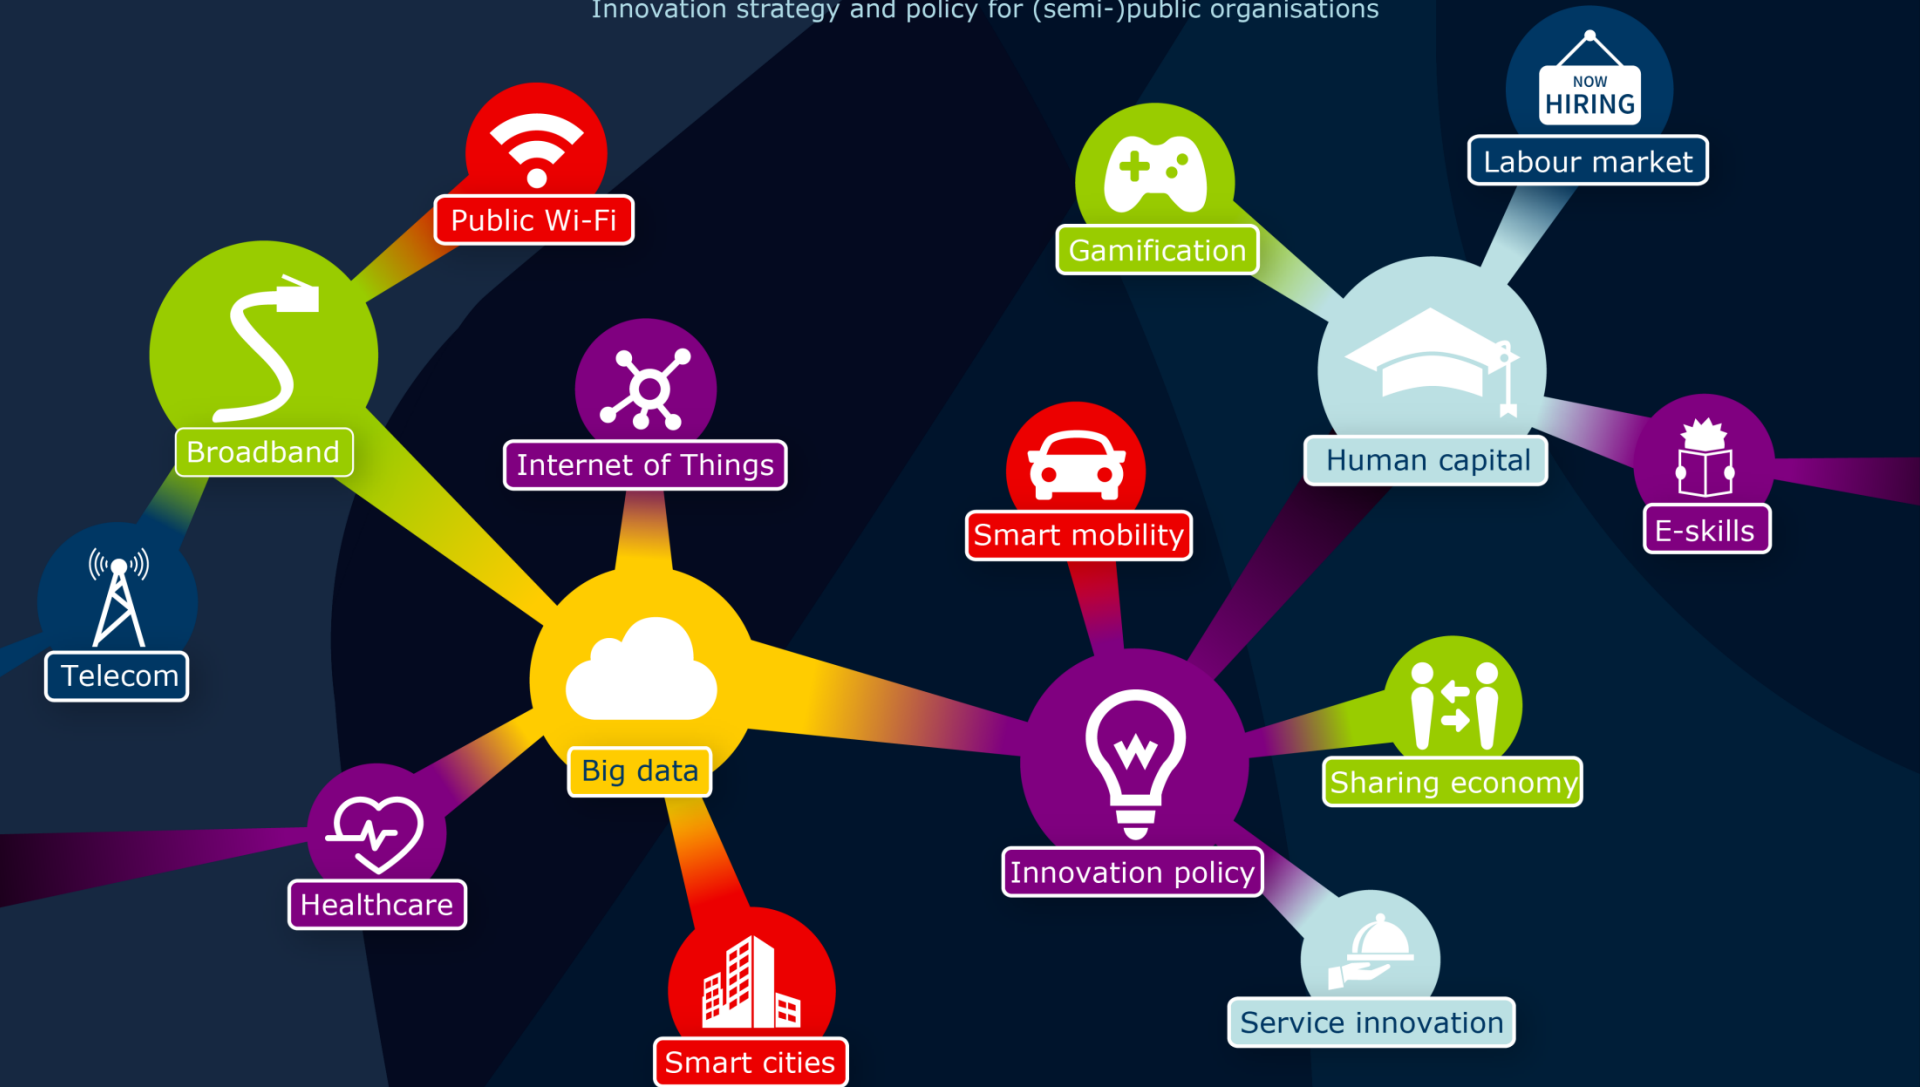 Innovation strategy and policy for (semi-)public organisations
NOW
HIRING
Labour market
Public Wi-Fi
Gamification
Broadband
Internet of Things
Human capital
Smart mobility
E-skills
Telecom
Big data
Sharing economy
Innovation policy
Healthcare
Service innovation
Smart cities